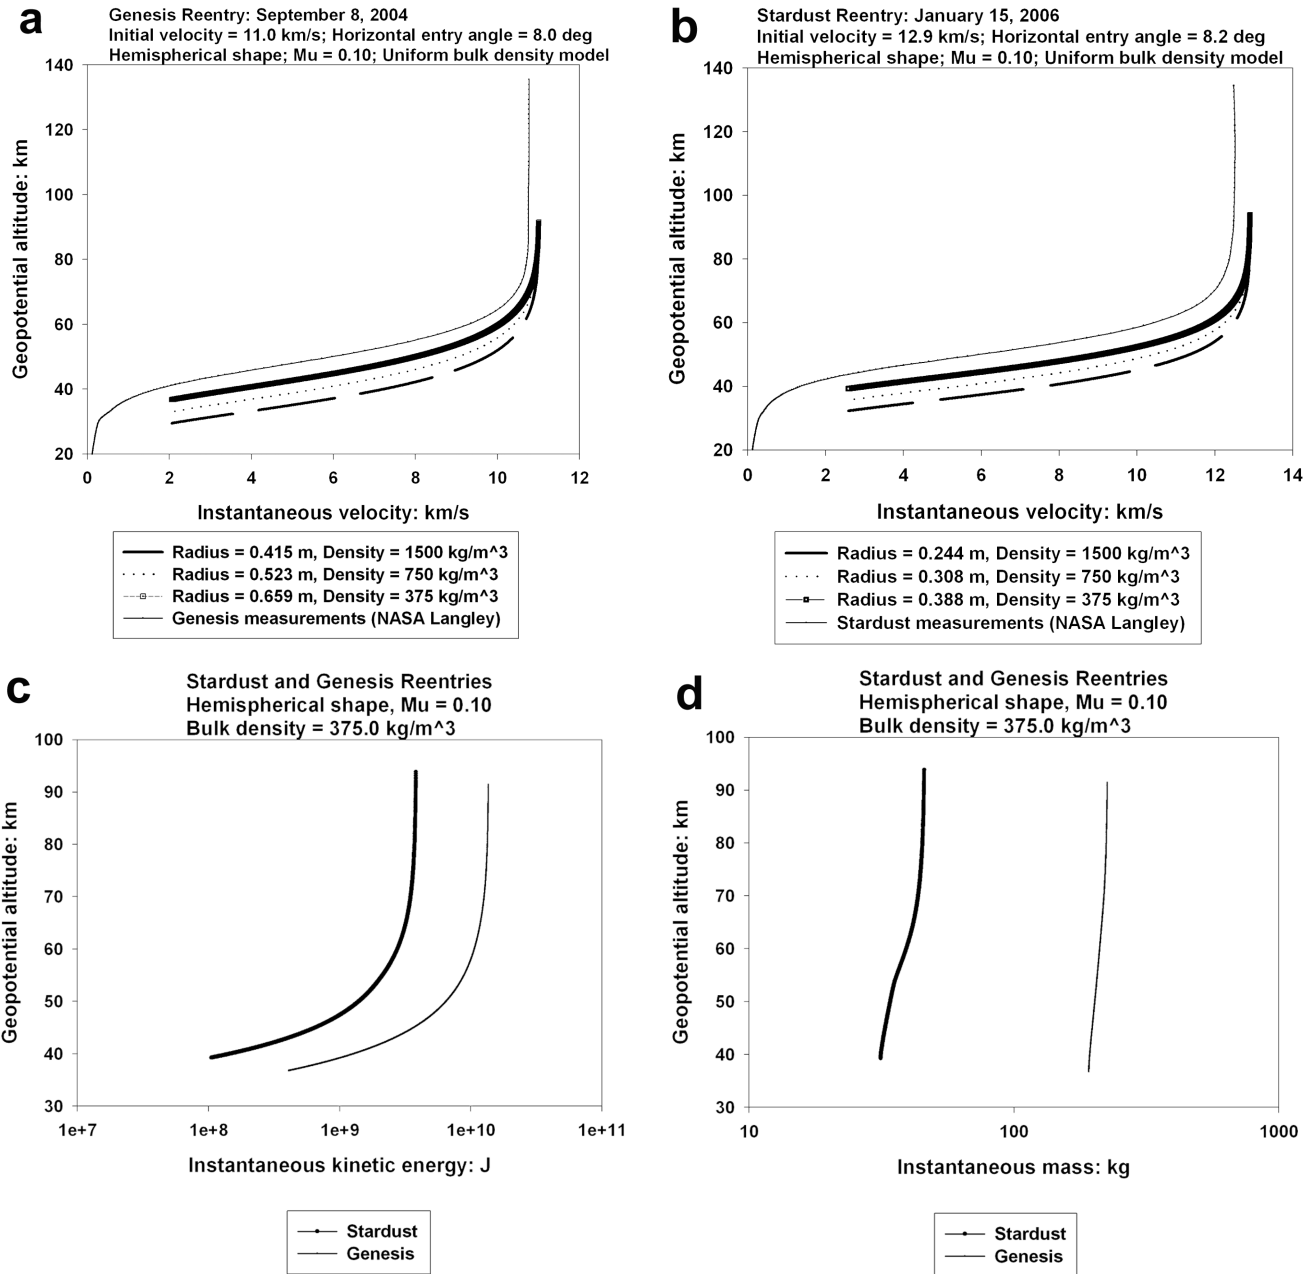 a
Genesis Reentry: September 8, 2004
Initial velocity = 11.0 km/s; Horizontal entry angle = 8.0 deg
Hemispherical shape; Mu = 0.10; Uniform bulk density model
Geopotential altitude: km
140
120
100
80
60
40
20
0 2 4 6 8 10 12
Instantaneous velocity: km/s
Radius = 0.415 m, Density = 1500 kg/m^3
Radius = 0.523 m, Density = 750 kg/m^3
Radius = 0.659 m, Density = 375 kg/m^3
Genesis measurements (NASA Langley)
b
Stardust Reentry: January 15, 2006
Initial velocity = 12.9 km/s; Horizontal entry angle = 8.2 deg
Hemispherical shape; Mu = 0.10; Uniform bulk density model
Geopotential altitude: km
140
120
100
80
60
40
20
0 2 4 6 8 10 12 14
Instantaneous velocity: km/s
Radius = 0.244 m, Density = 1500 kg/m^3
Radius = 0.308 m, Density = 750 kg/m^3
Radius = 0.388 m, Density = 375 kg/m^3
Stardust measurements (NASA Langley)
c
Stardust and Genesis Reentries
Hemispherical shape, Mu = 0.10
Bulk density = 375.0 kg/m^3
Geopotential altitude: km
100
90
80
70
60
50
40
30
1e+7 1e+8 1e+9 1e+10 1e+11
Instantaneous kinetic energy: J
Stardust
Genesis
d
Stardust and Genesis Reentries
Hemispherical shape, Mu = 0.10
Bulk density = 375.0 kg/m^3
Geopotential altitude: km
100
90
80
70
60
50
40
30
10 100 1000
Instantaneous mass: kg
Stardust
Genesis